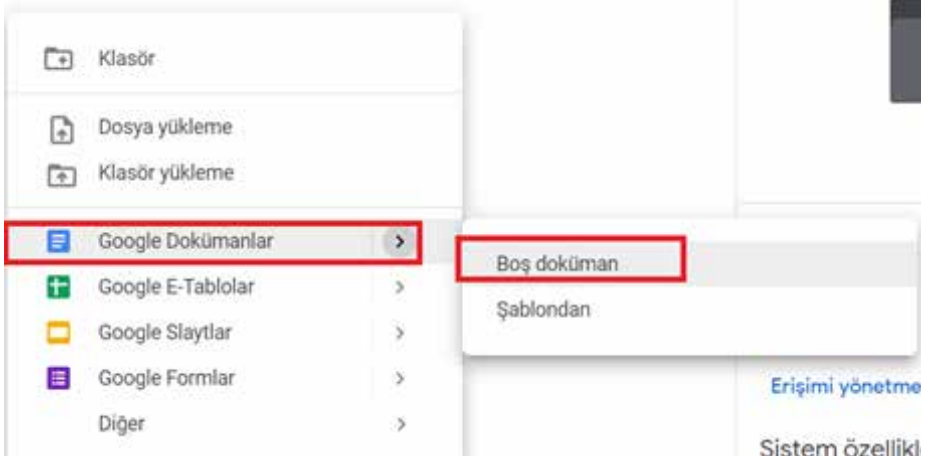 Klasör
Dosya yükleme
Klasör yükleme
Google Dokümanlar
Google E-Tablolar
Google Slaytlar
Google Formlar
Diğer
Boş doküman
Şablondan
Erişimi yönetme
Sistem